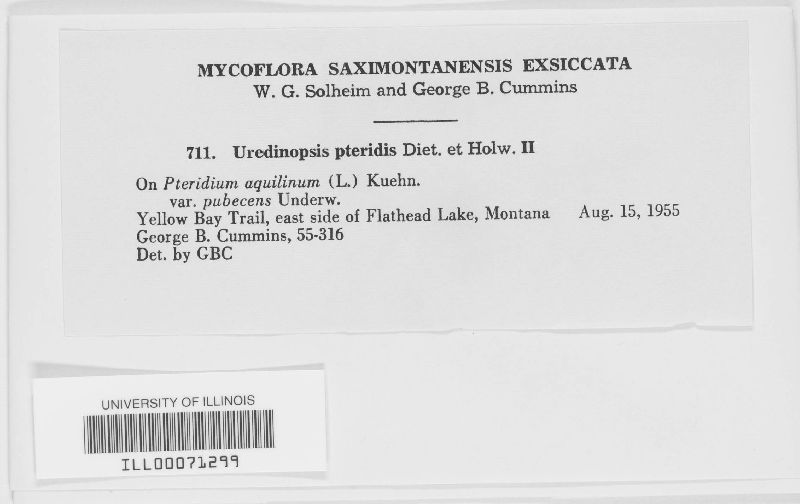 MYCOFLORA SAXIMONTANENSIS EXSICCATA
W. G. Solheim and George B. Cummins
711. Uredinopsis pteridis Diet. et Holw. II
On Pteridium aquilinum (L.) Kuehn.
var. pubecens Underw.
Yellow Bay Trail, east side of Flathead Lake, Montana Aug. 15, 1955
George B. Cummins, 55-316
Det. by GBC
UNIVERSITY OF ILLINOIS
ILL00071299